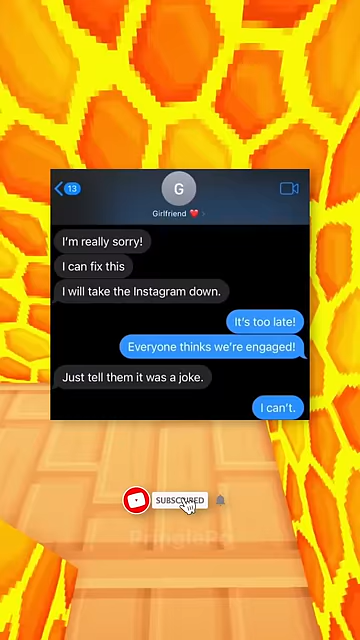 13
G
Girlfriend ❤️ ›
I'm really sorry!
I can fix this
I will take the Instagram down.
It's too late!
Everyone thinks we're engaged!
Just tell them it was a joke.
I can't.
SUBSCRIBED